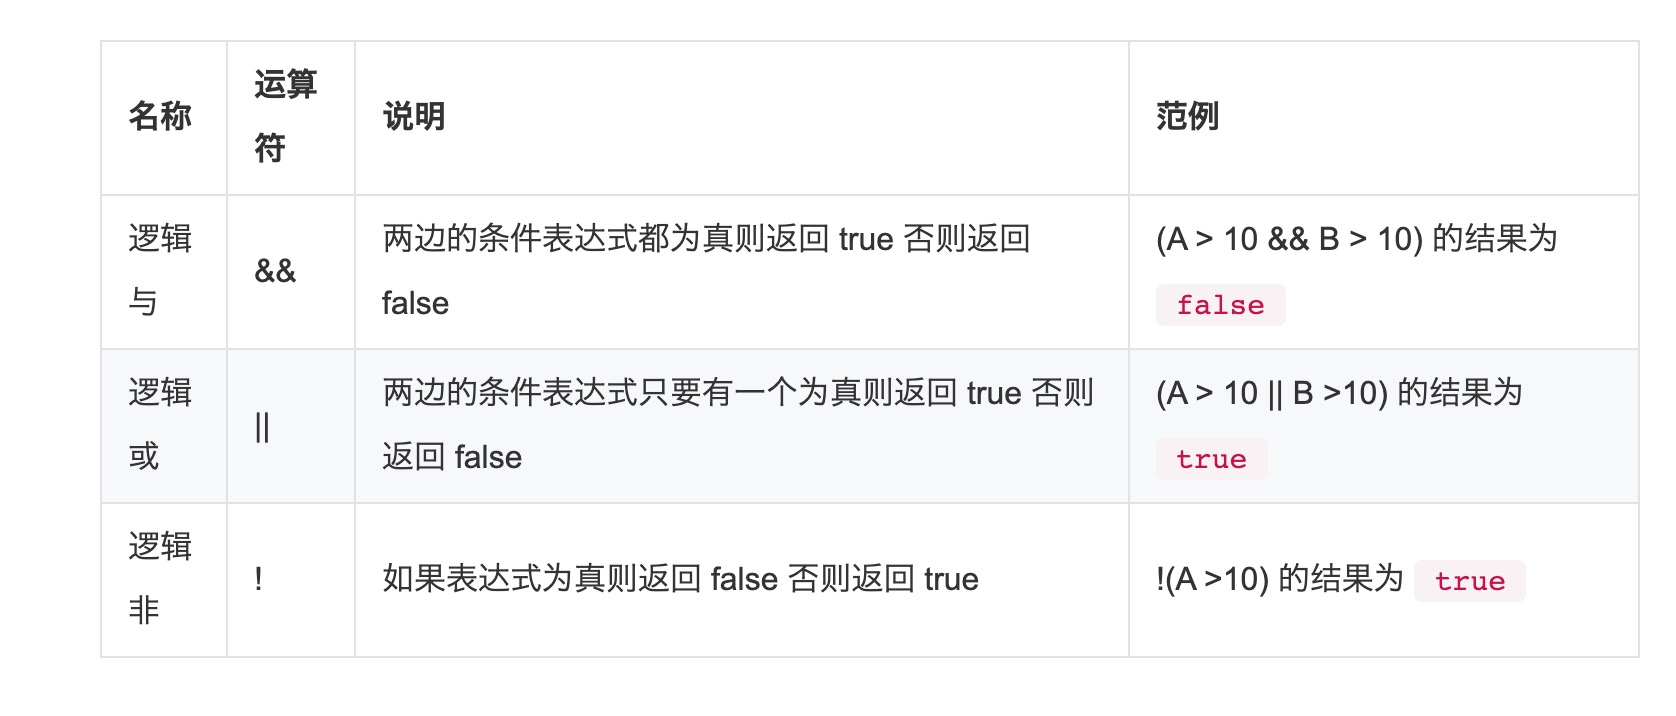 名称
运算
符
说明
范例
逻辑
与
&&
两边的条件表达式都为真则返回 true 否则返回
false
(A > 10 && B > 10) 的结果为
false
逻辑
或
||
两边的条件表达式只要有一个为真则返回 true 否则
返回 false
(A > 10 || B >10) 的结果为
true
逻辑
非
!
如果表达式为真则返回 false 否则返回 true
!(A >10) 的结果为 true